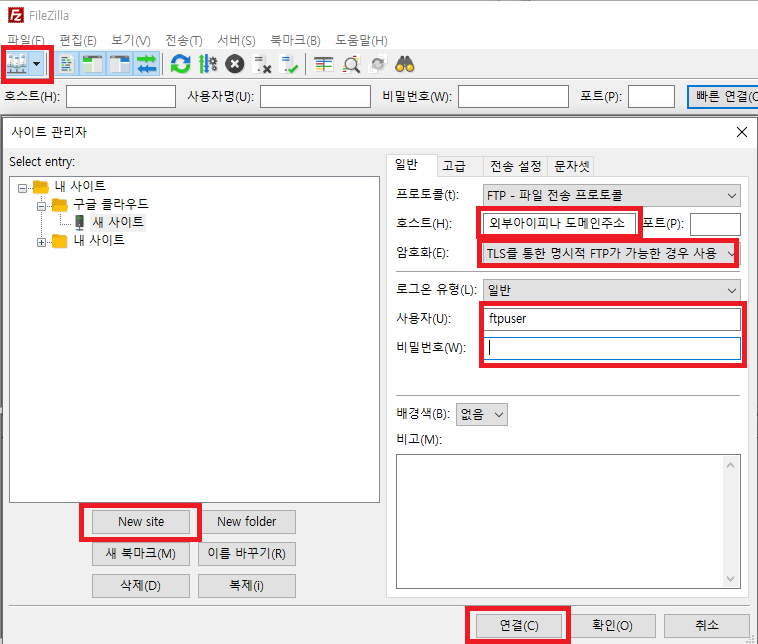 FileZilla
파일(F) 편집(E) 보기(V) 전송(T) 서버(S) 북마크(B) 도움말(H)
호스트(H): 사용자명(U): 비밀번호(W): 포트(P): 빠른 연결(
사이트 관리자
Select entry:
내 사이트
구글 클라우드
새 사이트
내 사이트
New site New folder
새 북마크(M) 이름 바꾸기(R)
삭제(D) 복제(i)
일반 고급 전송 설정 문자셋
프로토콜(t): FTP - 파일 전송 프로토콜
호스트(H): 외부아이피나 도메인주소 포트(P):
암호화(E): TLS를 통한 명시적 FTP가 가능한 경우 사용
로그온 유형(L): 일반
사용자(U): ftpuser
비밀번호(W):
배경색(B): 없음
비고(M):
연결(C) 확인(O) 취소